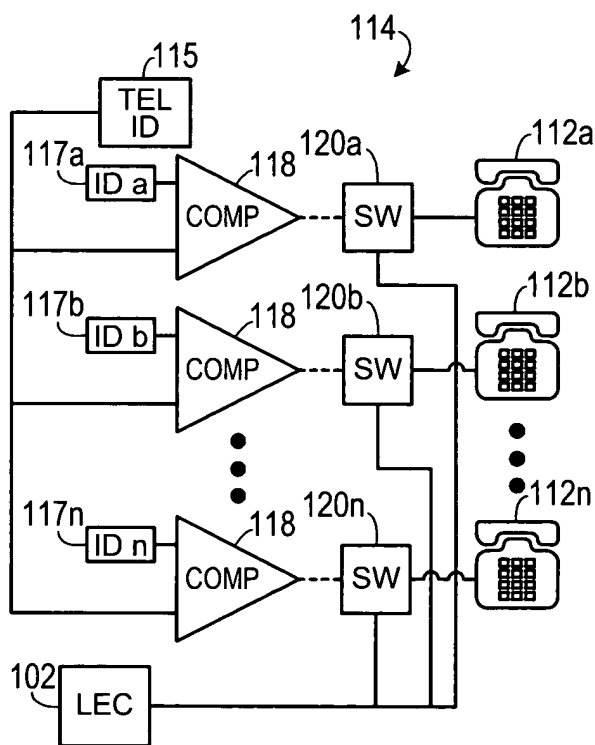 114
115
TEL
ID
117a
ID a
118
COMP
120a
SW
112a
117b
ID b
118
COMP
120b
SW
112b
117n
ID n
118
COMP
120n
SW
112n
102
LEC